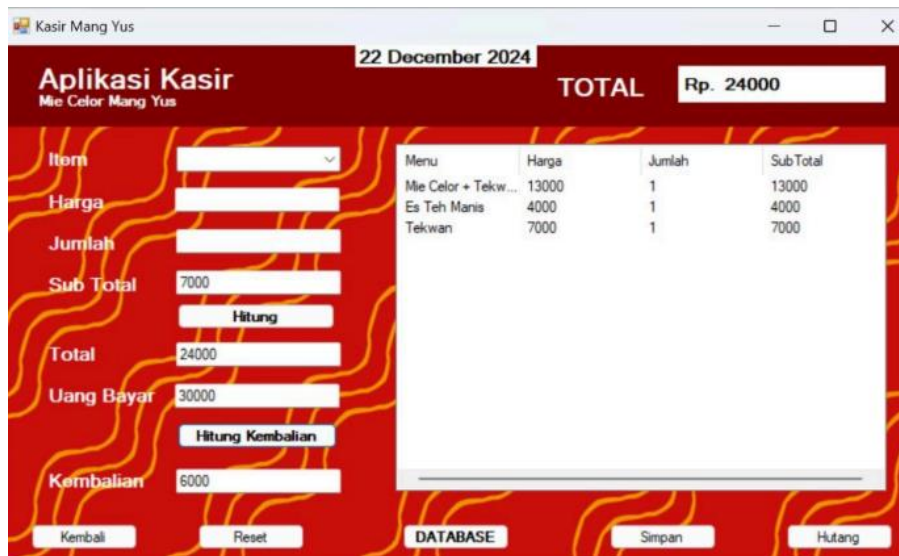 Kasir Mang Yus
22 December 2024
Aplikasi Kasir
Mie Celor Mang Yus
TOTAL
Rp. 24000
Item
Harga
Jumlah
Sub Total 7000
Hitung
Total 24000
Uang Bayar 30000
Hitung Kembalian
Kembalian 6000
Menu Harga Jumlah SubTotal
Mie Celor + Tekw... 13000 1 13000
Es Teh Manis 4000 1 4000
Tekwan 7000 1 7000
Kembali Reset DATABASE Simpan Hutang